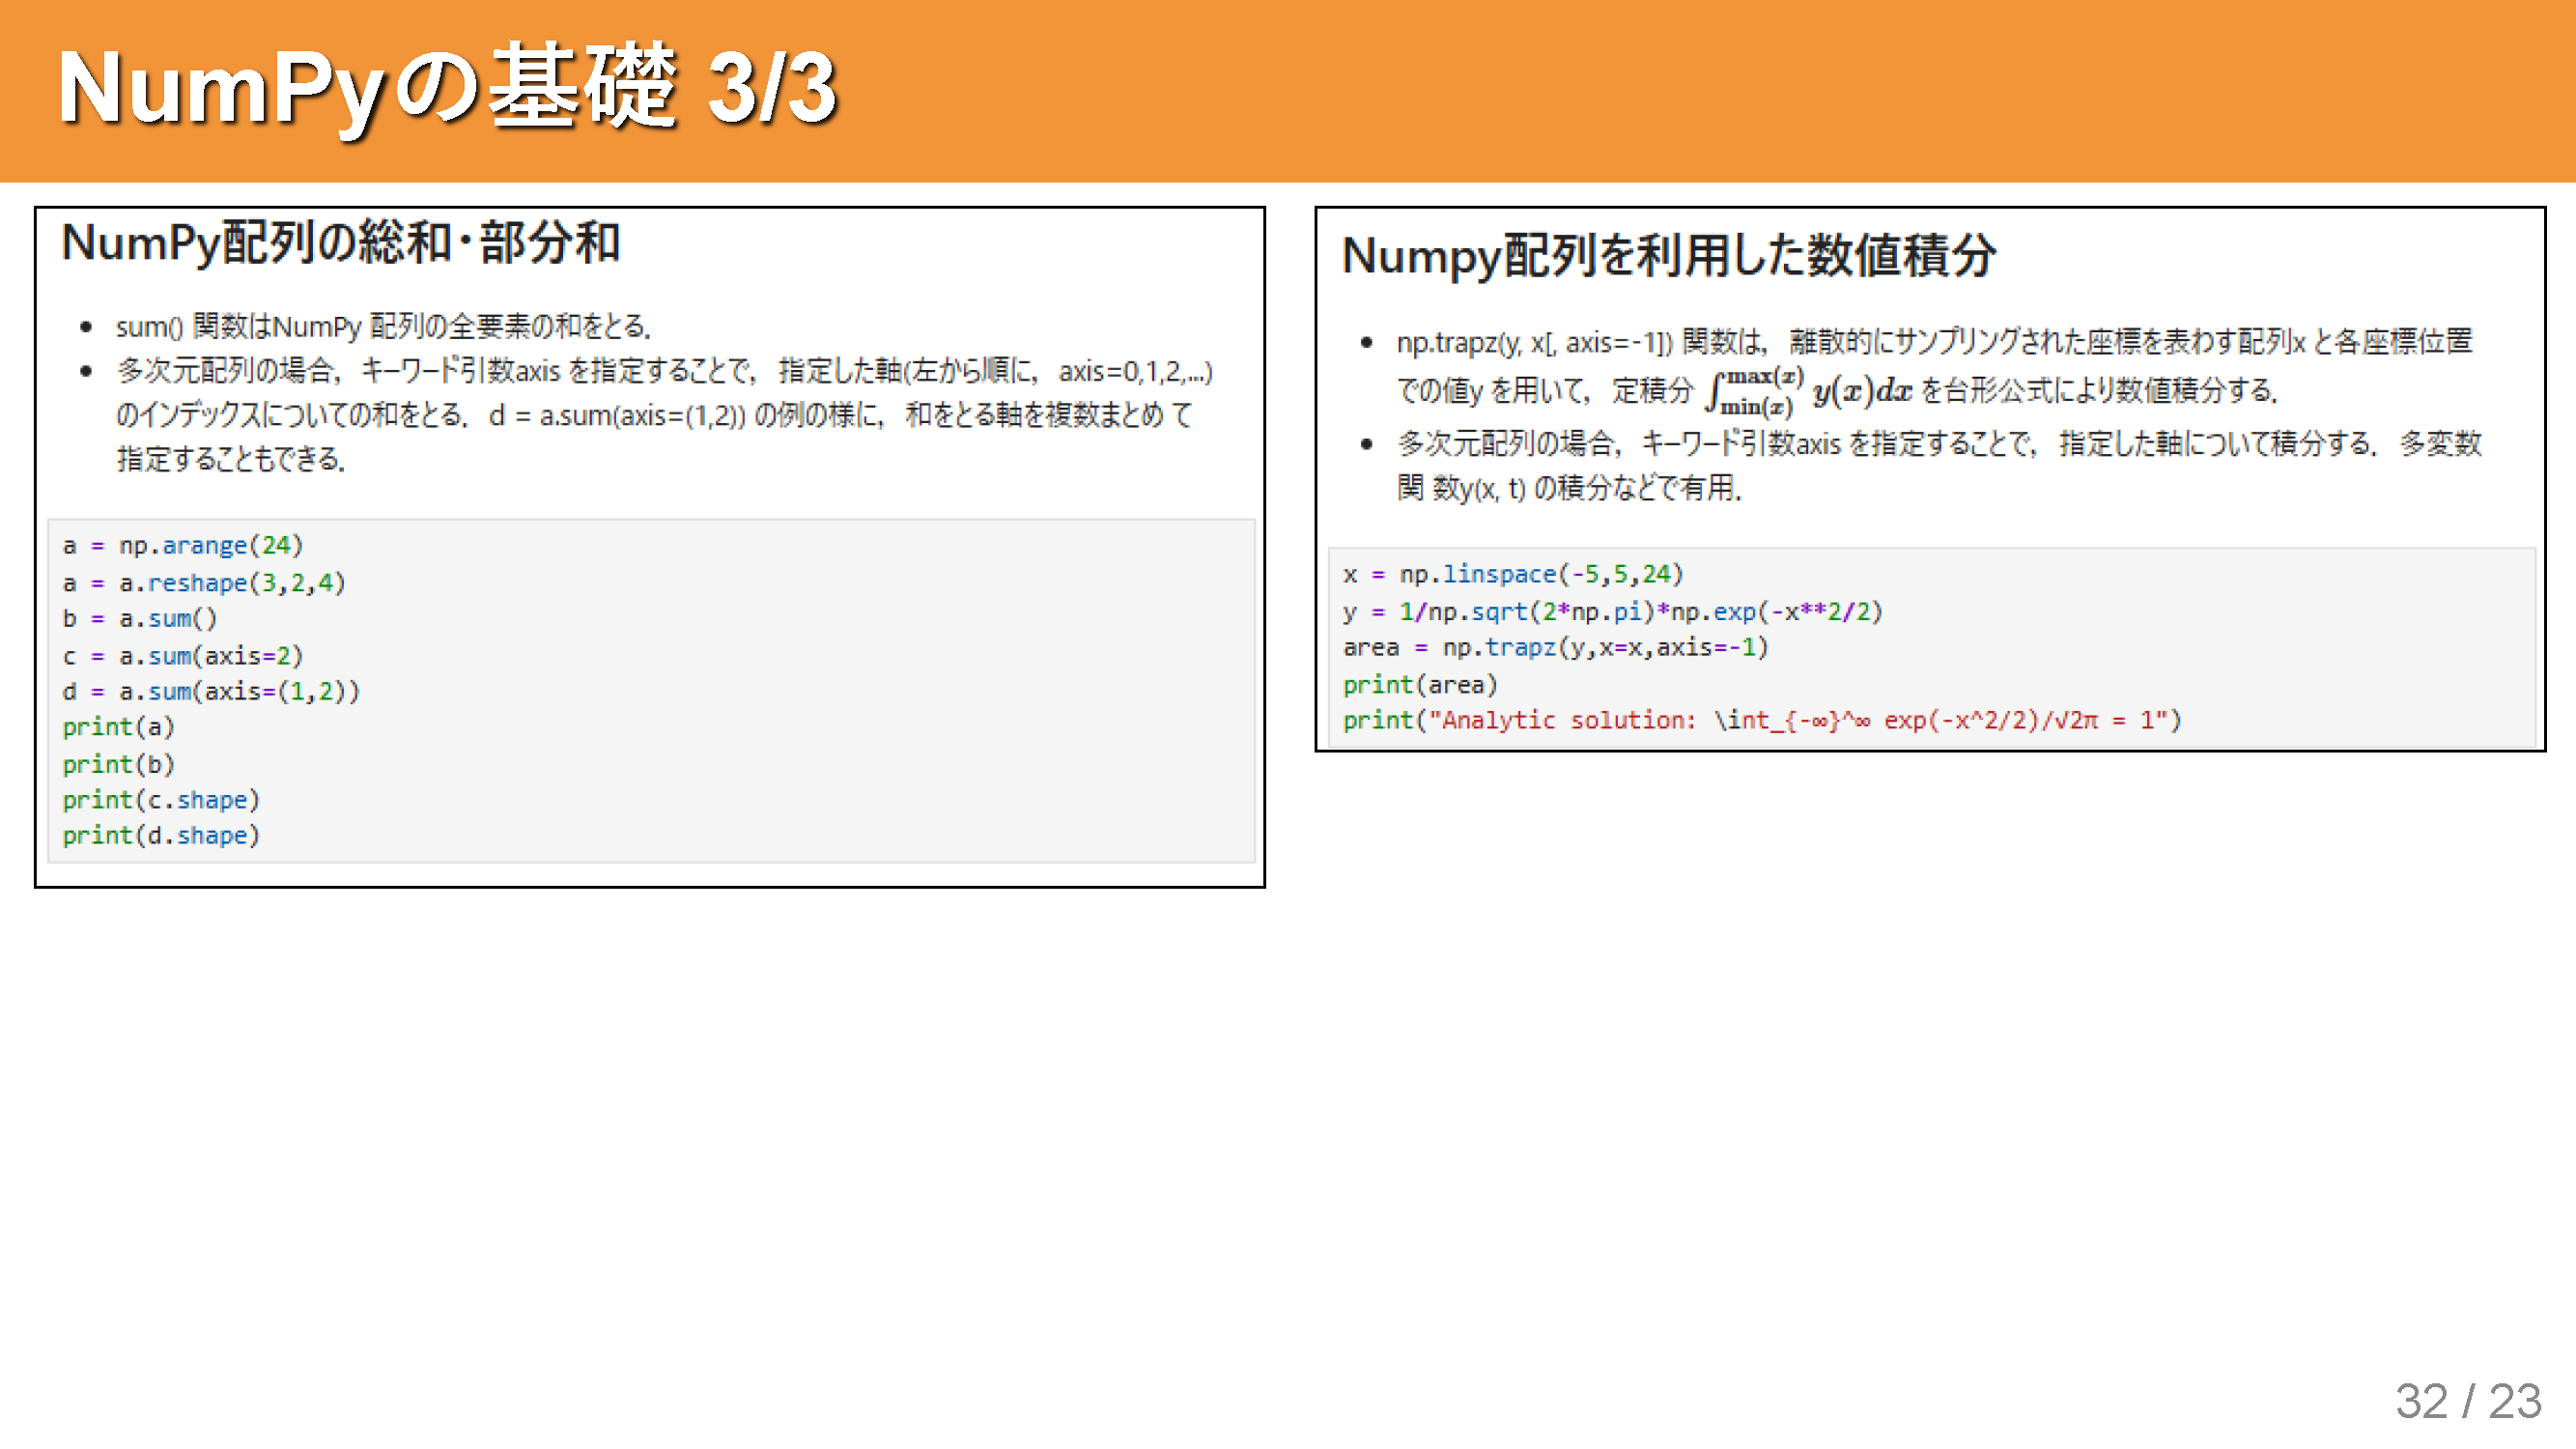 NumPyの基礎 3/3
NumPy配列の総和・部分和
• sum() 関数はNumPy 配列の全要素の和をとる．
• 多次元配列の場合，キーワード引数axis を指定することで，指定した軸(左から順に，axis=0,1,2,...)
のインデックスについての和をとる．d = a.sum(axis=(1,2)) の例の様に，和をとる軸を複数まとめ て
指定することもできる．
a = np.arange(24)
a = a.reshape(3,2,4)
b = a.sum()
c = a.sum(axis=2)
d = a.sum(axis=(1,2))
print(a)
print(b)
print(c.shape)
print(d.shape)
Numpy配列を利用した数値積分
• np.trapz(y, x[, axis=-1]) 関数は，離散的にサンプリングされた座標を表わす配列x と各座標位置
での値y を用いて，定積分 ∫_{min(x)}^{max(x)} y(x)dx を台形公式により数値積分する．
• 多次元配列の場合，キーワード引数axis を指定することで，指定した軸について積分する．多変数
関 数y(x, t) の積分などで有用．
x = np.linspace(-5,5,24)
y = 1/np.sqrt(2*np.pi)*np.exp(-x**2/2)
area = np.trapz(y,x=x,axis=-1)
print(area)
print("Analytic solution: \int_{-∞}^∞ exp(-x^2/2)/√2π = 1")
32 / 23